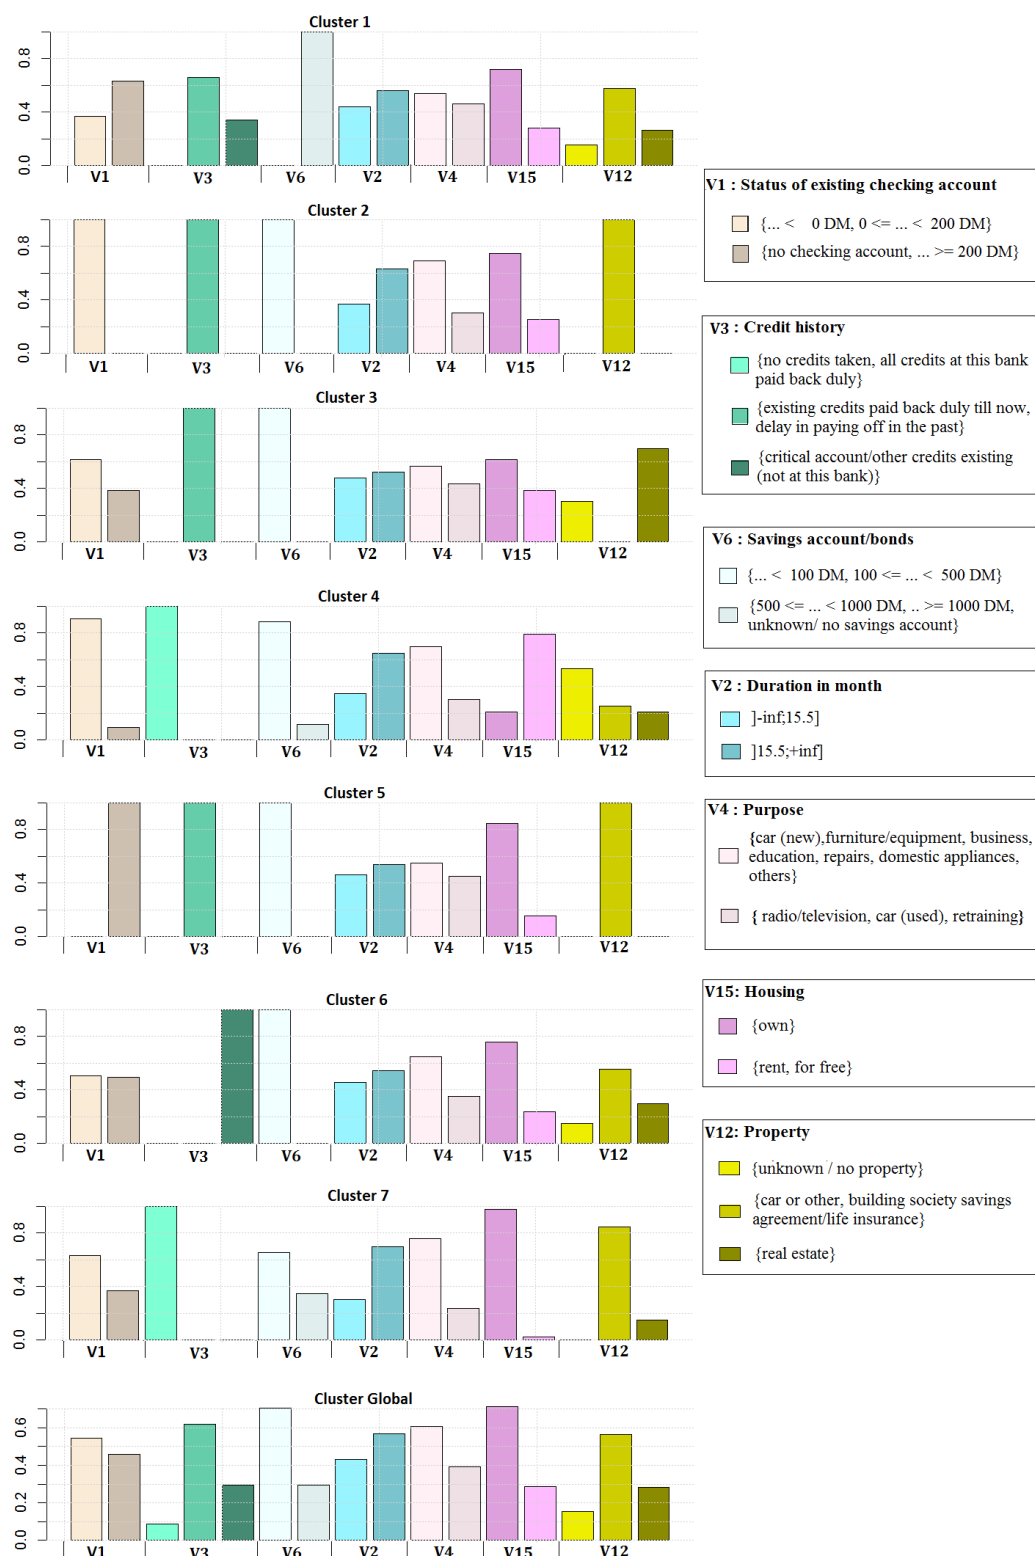 Cluster 1
0.0 0.4 0.8
V1 V3 V6 V2 V4 V15 V12
Cluster 2
0.0 0.4 0.8
V1 V3 V6 V2 V4 V15 V12
Cluster 3
0.0 0.4 0.8
V1 V3 V6 V2 V4 V15 V12
Cluster 4
0.0 0.4 0.8
V1 V3 V6 V2 V4 V15 V12
Cluster 5
0.0 0.4 0.8
V1 V3 V6 V2 V4 V15 V12
Cluster 6
0.0 0.4 0.8
V1 V3 V6 V2 V4 V15 V12
Cluster 7
0.0 0.4 0.8
V1 V3 V6 V2 V4 V15 V12
Cluster Global
0.0 0.2 0.4 0.6
V1 V3 V6 V2 V4 V15 V12
V1 : Status of existing checking account
{... < 0 DM, 0 <= ... < 200 DM}
{no checking account, ... >= 200 DM}
V3 : Credit history
{no credits taken, all credits at this bank
paid back duly}
{existing credits paid back duly till now,
delay in paying off in the past}
{critical account/other credits existing
(not at this bank)}
V6 : Savings account/bonds
{... < 100 DM, 100 <= ... < 500 DM}
{500 <= ... < 1000 DM, .. >= 1000 DM,
unknown/ no savings account}
V2 : Duration in month
]-inf;15.5]
]15.5;+inf]
V4 : Purpose
{car (new),furniture/equipment, business,
education, repairs, domestic appliances,
others}
{ radio/television, car (used), retraining}
V15: Housing
{own}
{rent, for free}
V12: Property
{unknown / no property}
{car or other, building society savings
agreement/life insurance}
{real estate}